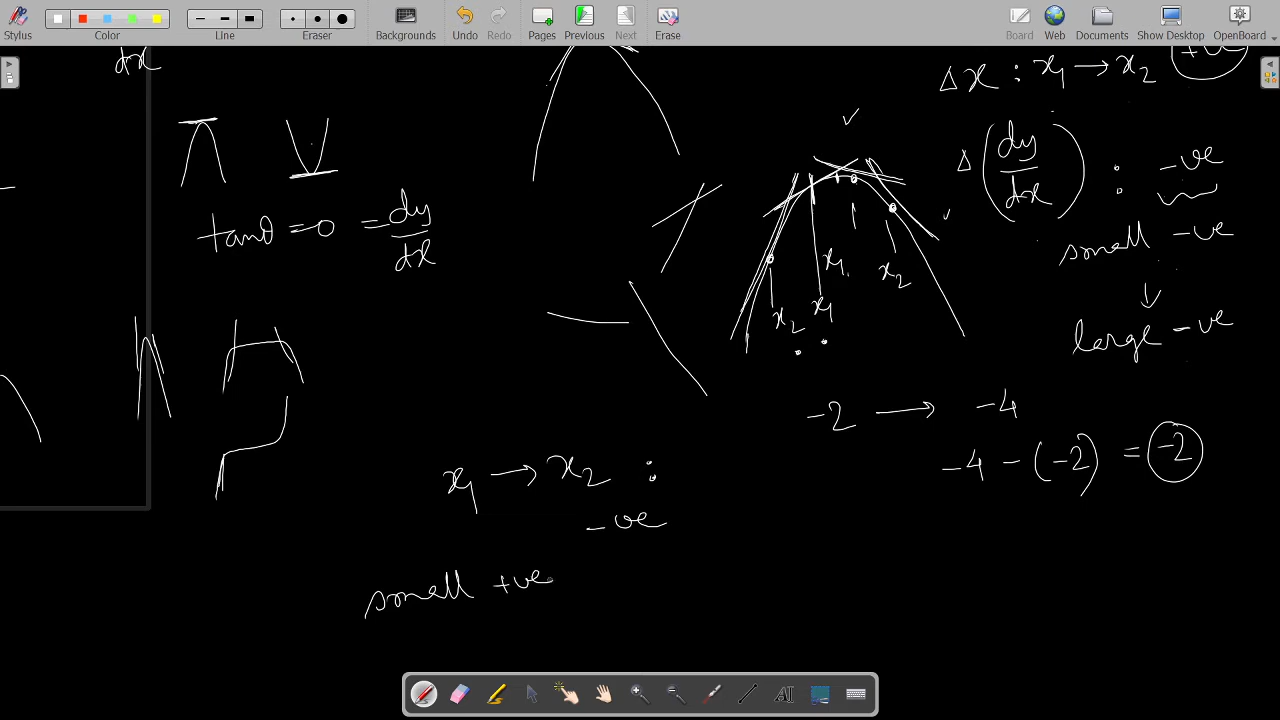 Stylus Color Line Eraser Backgrounds Undo Redo Pages Previous Next Erase Board Web Documents Show Desktop OpenBoard
dx
Δx : x₁ → x₂ +ve
Δ(dy/dx) : -ve
small -ve
↓
large -ve
tanθ = 0 = dy/dx
x₁
x₂
x₂ x₁
-2 → -4
-4 - (-2) = -2
x₁ → x₂ :
-ve
small +ve